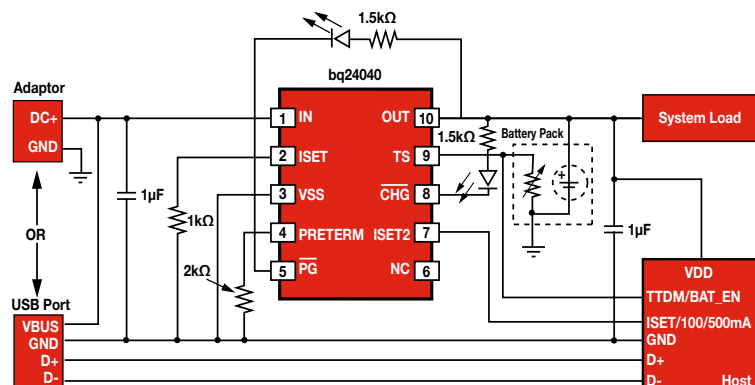 1.5kΩ
bq24040
Adaptor
DC+
GND
1 IN
OUT 10
System Load
1.5kΩ
Battery Pack
2 ISET
TS 9
+
3 VSS
CHG 8
1µF
1kΩ
OR
4 PRETERM
ISET2 7
1µF
2kΩ
5 PG
NC 6
VDD
USB Port
TTDM/BAT_EN
VBUS
ISET/100/500mA
GND
GND
D+
D+
D-
D-
Host